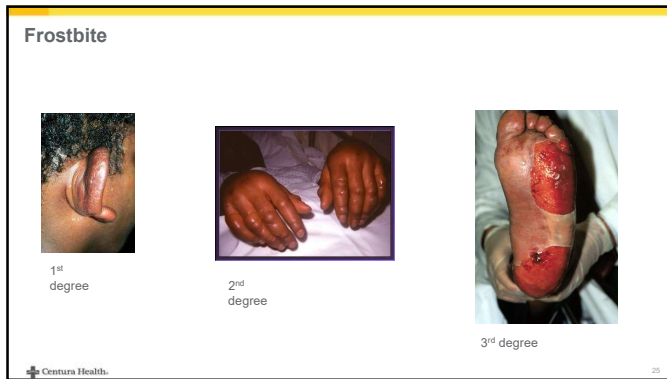 Frostbite
1st
degree
2nd
degree
3rd degree
Centura Health.
25